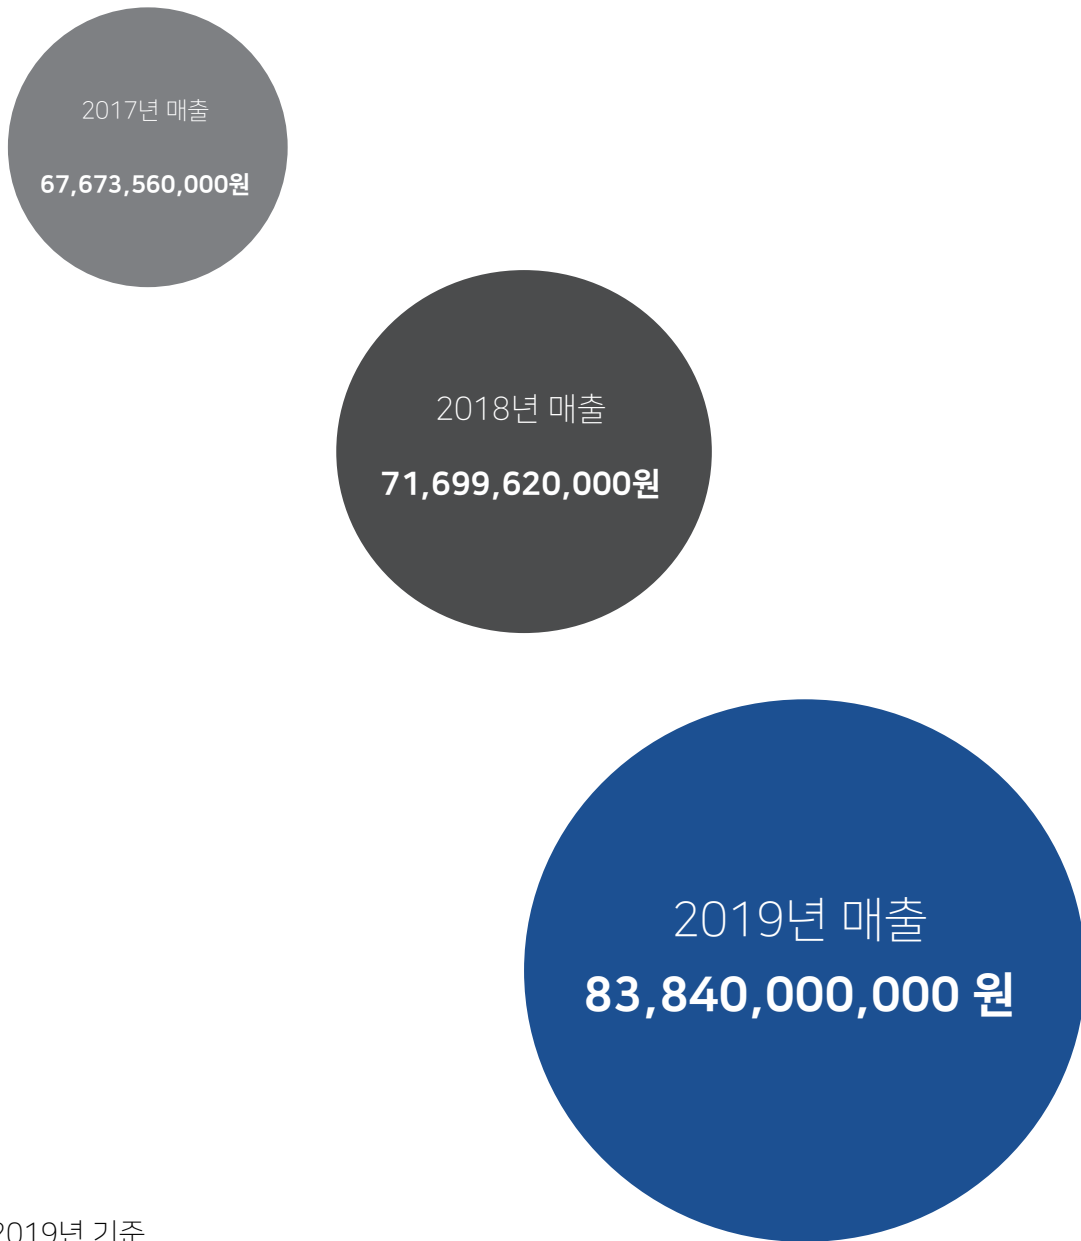 2017년 매출
67,673,560,000원
2018년 매출
71,699,620,000원
2019년 매출
83,840,000,000 원
2019년 기준